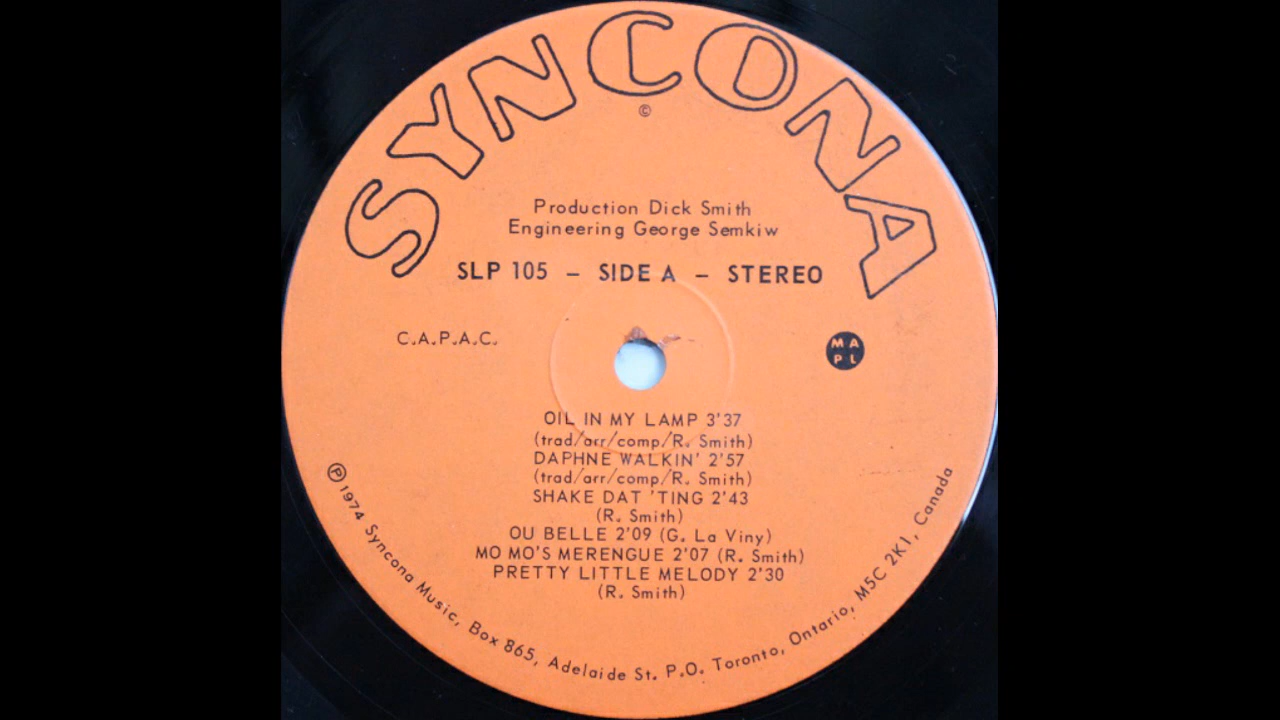 SYNCONA
©
Production Dick Smith
Engineering George Semkiw
SLP 105 – SIDE A – STEREO
C.A.P.A.C.
MA
PL
OIL IN MY LAMP 3'37
(trad/arr/comp/R. Smith)
DAPHNE WALKIN' 2'57
(trad/arr/comp/R. Smith)
SHAKE DAT 'TING 2'43
(R. Smith)
OU BELLE 2'09 (G. La Viny)
MO MO'S MERENGUE 2'07 (R. Smith)
PRETTY LITTLE MELODY 2'30
(R. Smith)
℗ 1974 Syncona Music, Box 865, Adelaide St. P.O. Toronto, Ontario, M5C 2K1, Canada